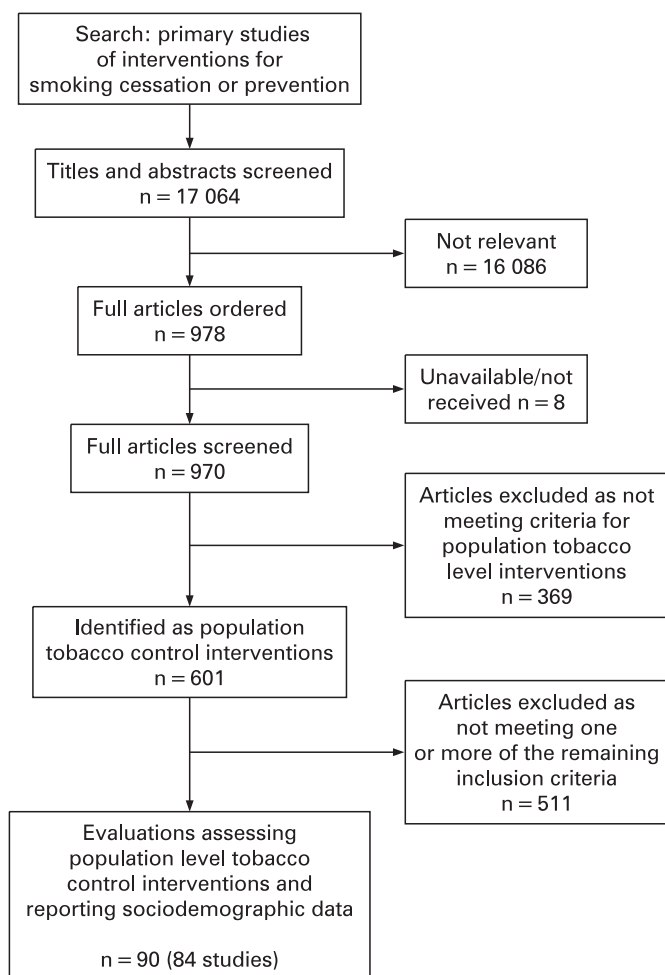 Search: primary studies
of interventions for
smoking cessation or prevention
Titles and abstracts screened
n = 17 064
Not relevant
n = 16 086
Full articles ordered
n = 978
Unavailable/not
received n = 8
Full articles screened
n = 970
Articles excluded as not
meeting criteria for
population tobacco
level interventions
n = 369
Identified as population
tobacco control interventions
n = 601
Articles excluded as
not meeting one
or more of the remaining
inclusion criteria
n = 511
Evaluations assessing
population level tobacco
control interventions and
reporting sociodemographic data
n = 90 (84 studies)